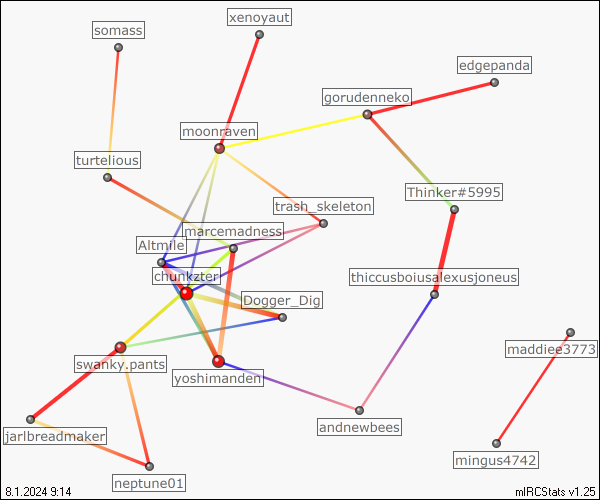 xenoyaut
somass
edgepanda
gorudenneko
moonraven
turtelious
Thinker#5995
trash_skeleton
marcemadness
Altmile
chunkzter
thiccusboiusalexusjoneus
Dogger_Dig
maddiee3773
swanky.pants
yoshimanden
andnewbees
jarlbreadmaker
mingus4742
neptune01
8.1.2024 9:14
mIRCStats v1.25